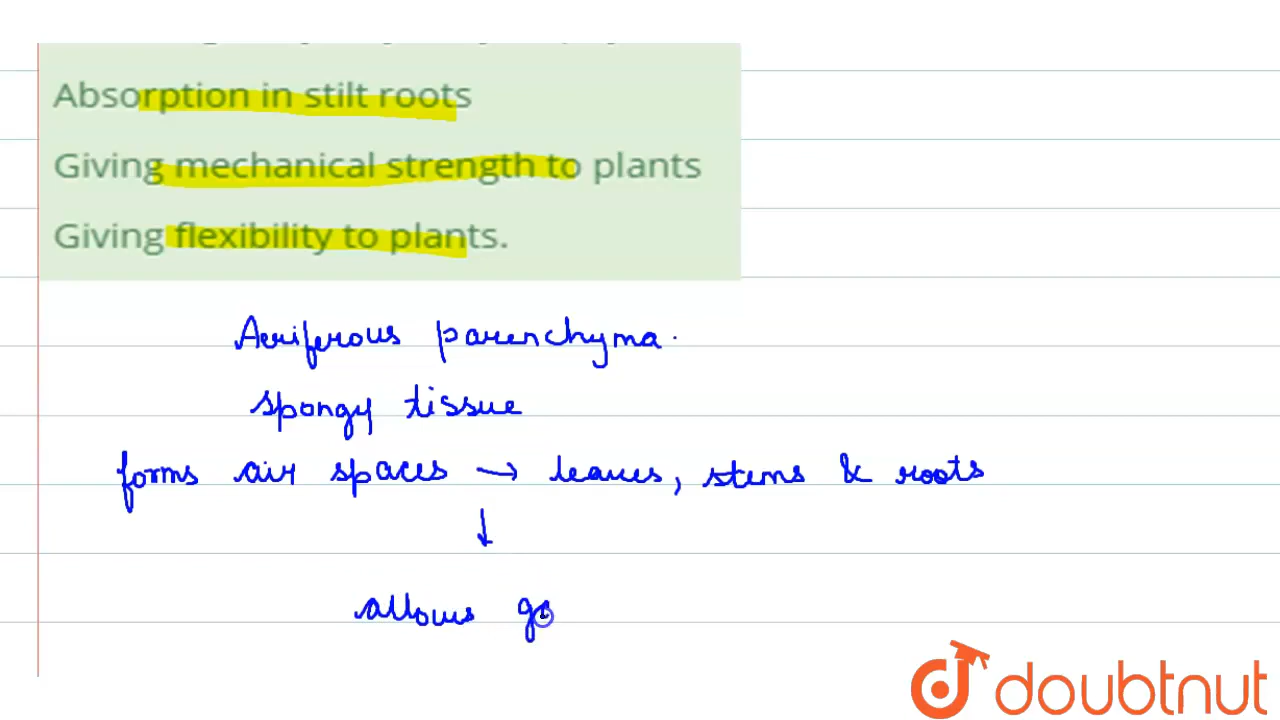 Absorption in stilt roots
Giving mechanical strength to plants
Giving flexibility to plants.
Aeriferous parenchyma.
spongy tissue
forms air spaces → leaves, stems & roots
↓
allows
doubtnut